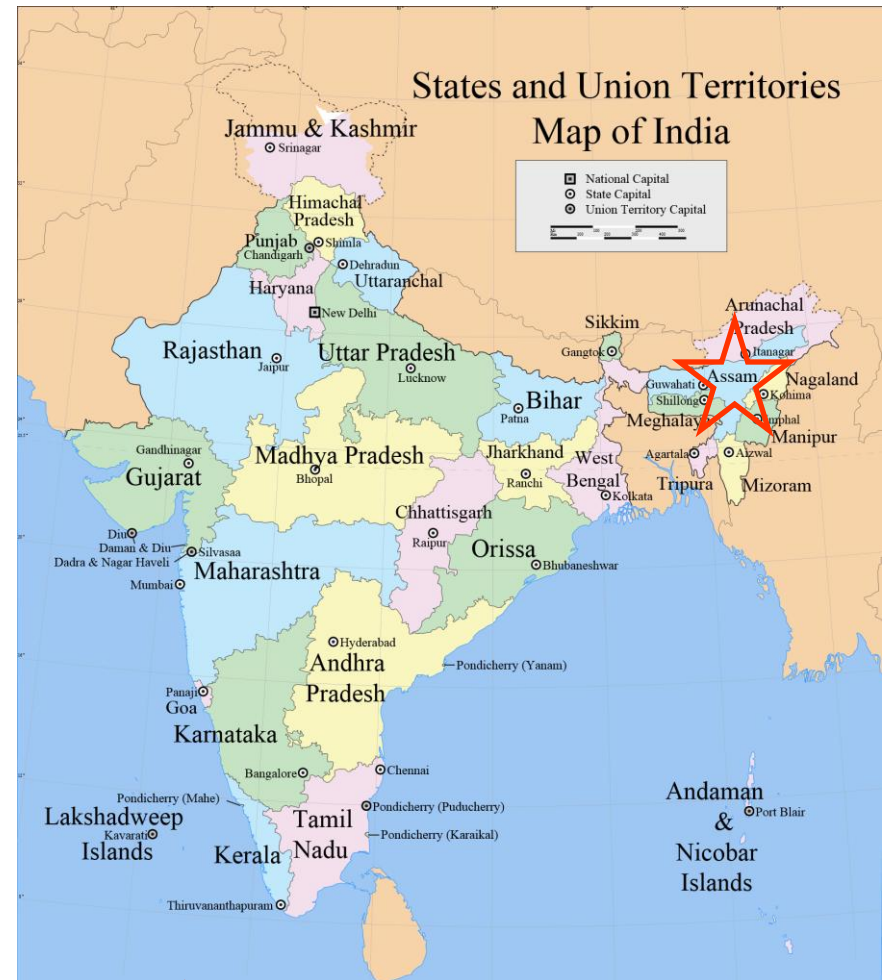 States and Union Territories
Map of India
National Capital
State Capital
Union Territory Capital
Jammu & Kashmir
Srinagar
Himachal
Pradesh
Shimla
Punjab
Chandigarh
Dehradun
Uttaranchal
Haryana
New Delhi
Arunachal
Pradesh
Itanagar
Sikkim
Gangtok
Rajasthan
Jaipur
Uttar Pradesh
Lucknow
Assam
Guwahati
Nagaland
Kohima
Shillong
Meghalaya
Bihar
Patna
Manipur
Gandhinagar
Gujarat
Madhya Pradesh
Bhopal
Jharkhand
Ranchi
West
Bengal
Kolkata
Agartala
Tripura
Aizwal
Mizoram
Chhattisgarh
Raipur
Orissa
Bhubaneshwar
Diu
Daman & Diu
Dadra & Nagar Haveli
Silvasaa
Maharashtra
Mumbai
Hyderabad
Andhra
Pradesh
Pondicherry (Yanam)
Panaji
Goa
Karnataka
Bangalore
Chennai
Pondicherry (Mahe)
Pondicherry (Puducherry)
Lakshadweep
Islands
Kavarati
Tamil
Nadu
Pondicherry (Karaikal)
Kerala
Thiruvananthapuram
Andaman
&
Nicobar
Islands
Port Blair